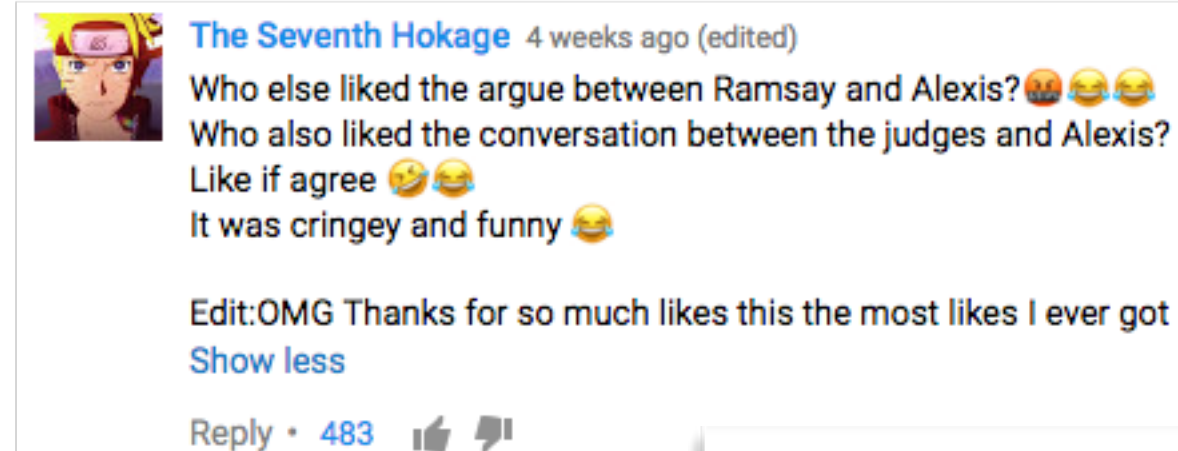 The Seventh Hokage 4 weeks ago (edited)
Who else liked the argue between Ramsay and Alexis?🤬😂😂
Who also liked the conversation between the judges and Alexis?
Like if agree 🤣😂
It was cringey and funny 😂
Edit:OMG Thanks for so much likes this the most likes I ever got
Show less
Reply • 483